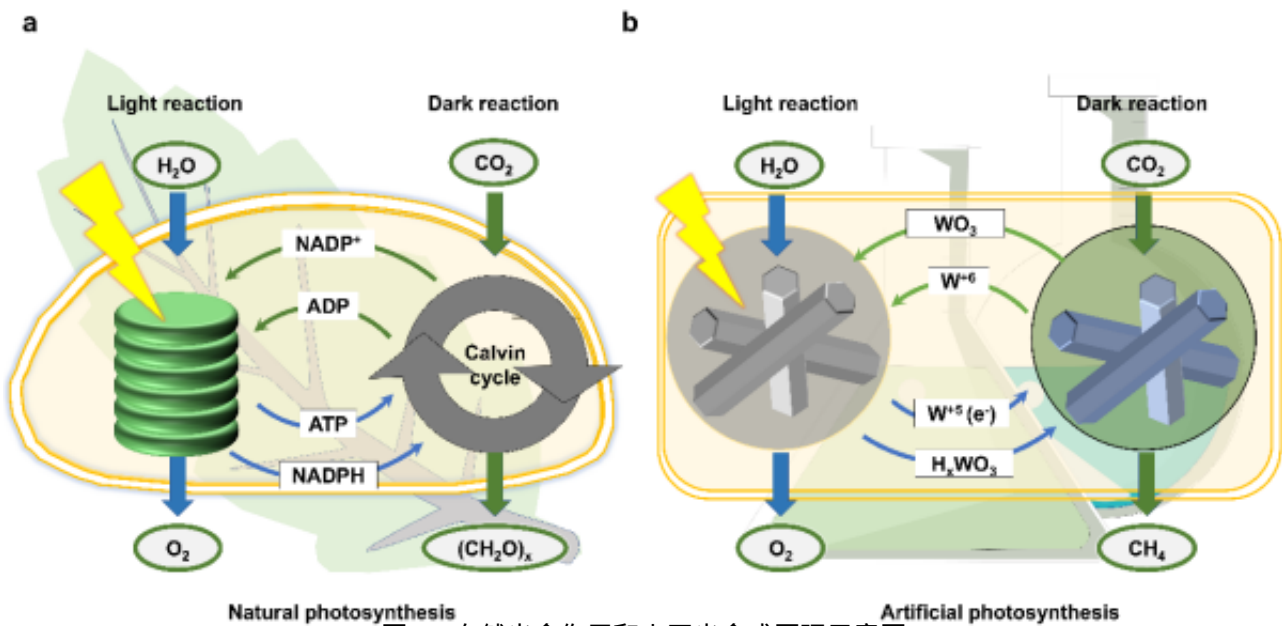 a
Light reaction
Dark reaction
H₂O
CO₂
NADP⁺
ADP
Calvin
cycle
ATP
NADPH
O₂
(CH₂O)ₓ
Natural photosynthesis
b
Light reaction
Dark reaction
H₂O
CO₂
WO₃
W⁺⁶
W⁺⁵ (e⁻)
HₓWO₃
O₂
CH₄
Artificial photosynthesis